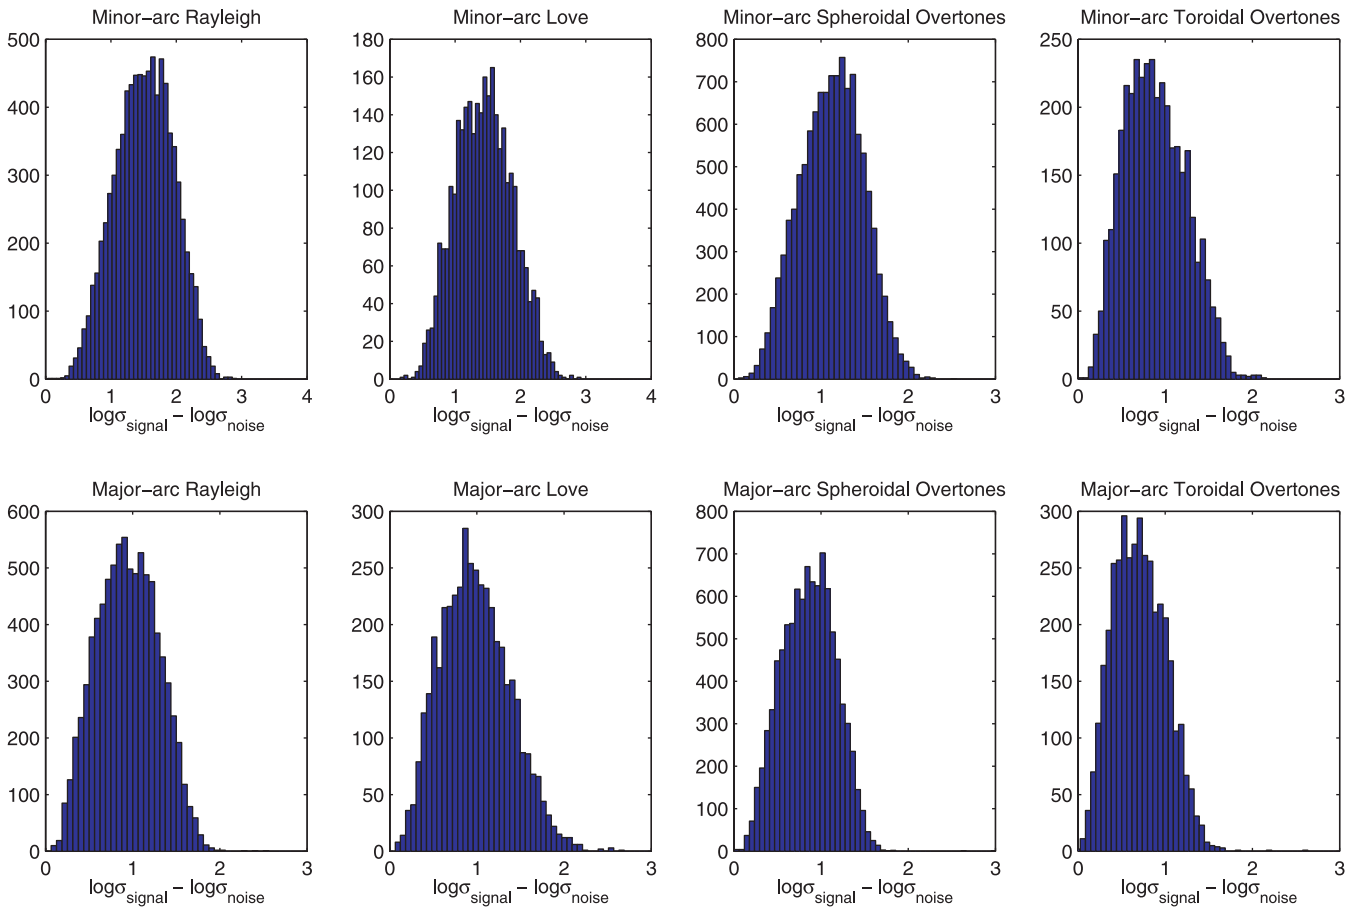 Minor−arc Rayleigh
500
400
300
200
100
0
0 1 2 3 4
logσsignal − logσnoise
Minor−arc Love
180
160
140
120
100
80
60
40
20
0
0 1 2 3 4
logσsignal − logσnoise
Minor−arc Spheroidal Overtones
800
700
600
500
400
300
200
100
0
0 1 2 3
logσsignal − logσnoise
Minor−arc Toroidal Overtones
250
200
150
100
50
0
0 1 2 3
logσsignal − logσnoise
Major−arc Rayleigh
600
500
400
300
200
100
0
0 1 2 3
logσsignal − logσnoise
Major−arc Love
300
250
200
150
100
50
0
0 1 2 3
logσsignal − logσnoise
Major−arc Spheroidal Overtones
800
700
600
500
400
300
200
100
0
0 1 2 3
logσsignal − logσnoise
Major−arc Toroidal Overtones
300
250
200
150
100
50
0
0 1 2 3
logσsignal − logσnoise